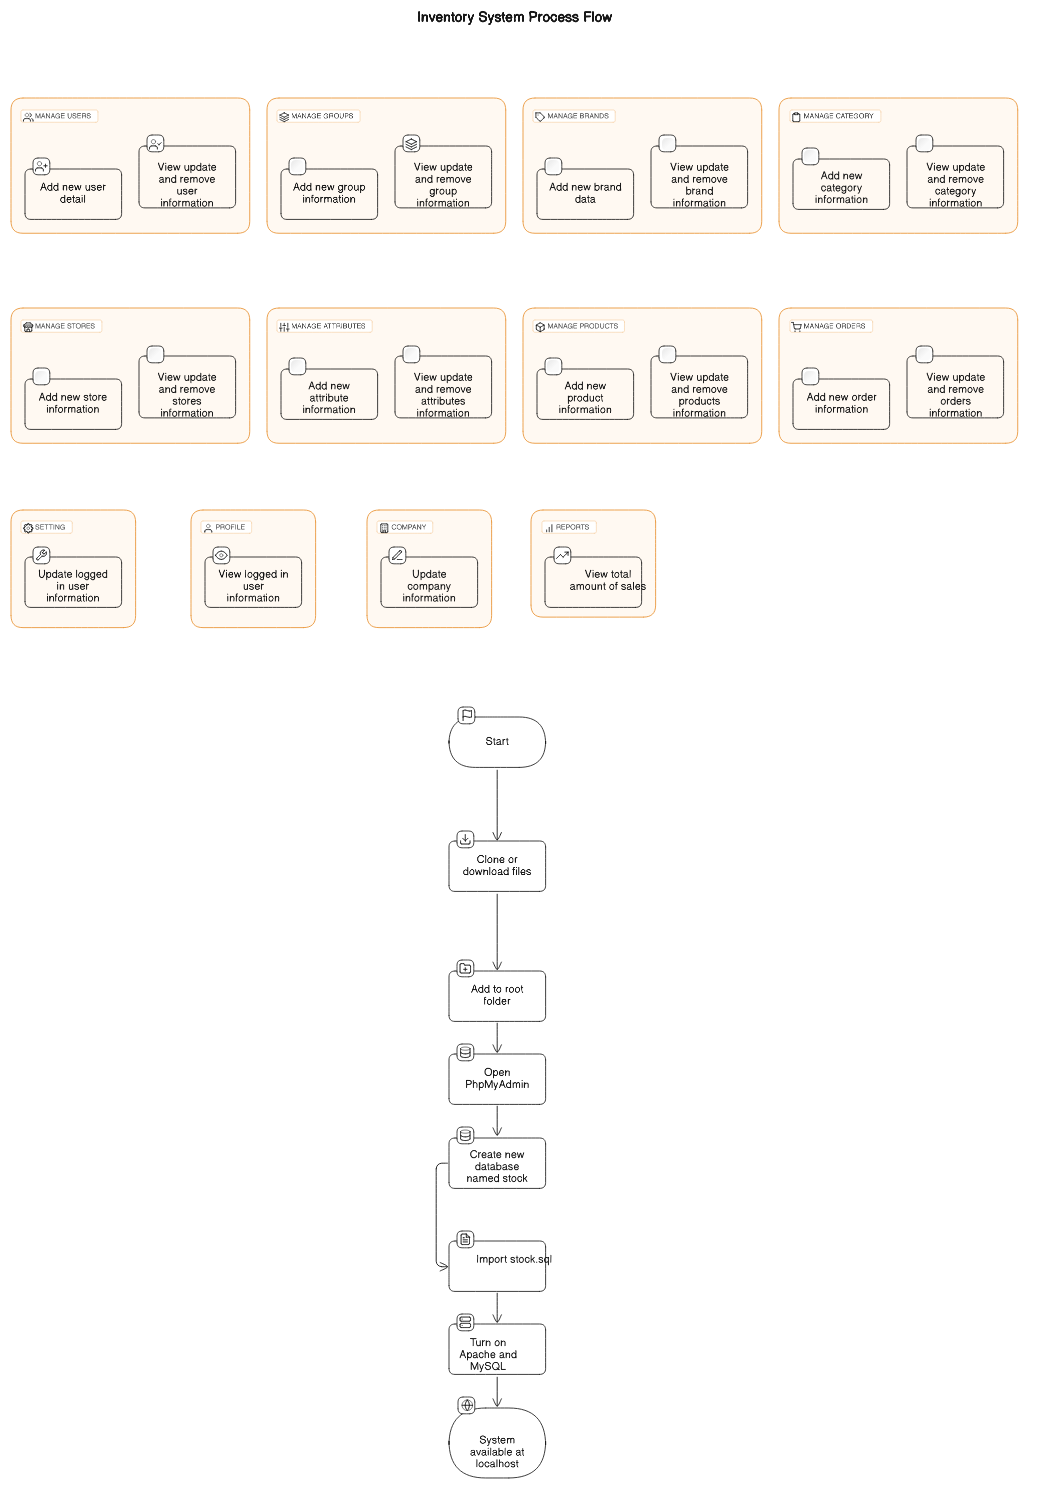 Inventory System Process Flow
MANAGE USERS
Add new user
detail
View update
and remove
user
information
MANAGE GROUPS
Add new group
information
View update
and remove
group
information
MANAGE BRANDS
Add new brand
data
View update
and remove
brand
information
MANAGE CATEGORY
Add new
category
information
View update
and remove
category
information
MANAGE STORES
Add new store
information
View update
and remove
stores
information
MANAGE ATTRIBUTES
Add new
attribute
information
View update
and remove
attributes
information
MANAGE PRODUCTS
Add new
product
information
View update
and remove
products
information
MANAGE ORDERS
Add new order
information
View update
and remove
orders
information
SETTING
Update logged
in user
information
PROFILE
View logged in
user
information
COMPANY
Update
company
information
REPORTS
View total
amount of sales
Start
Clone or
download files
Add to root
folder
Open
PhpMyAdmin
Create new
database
named stock
Import stock.sql
Turn on
Apache and
MySQL
System
available at
localhost